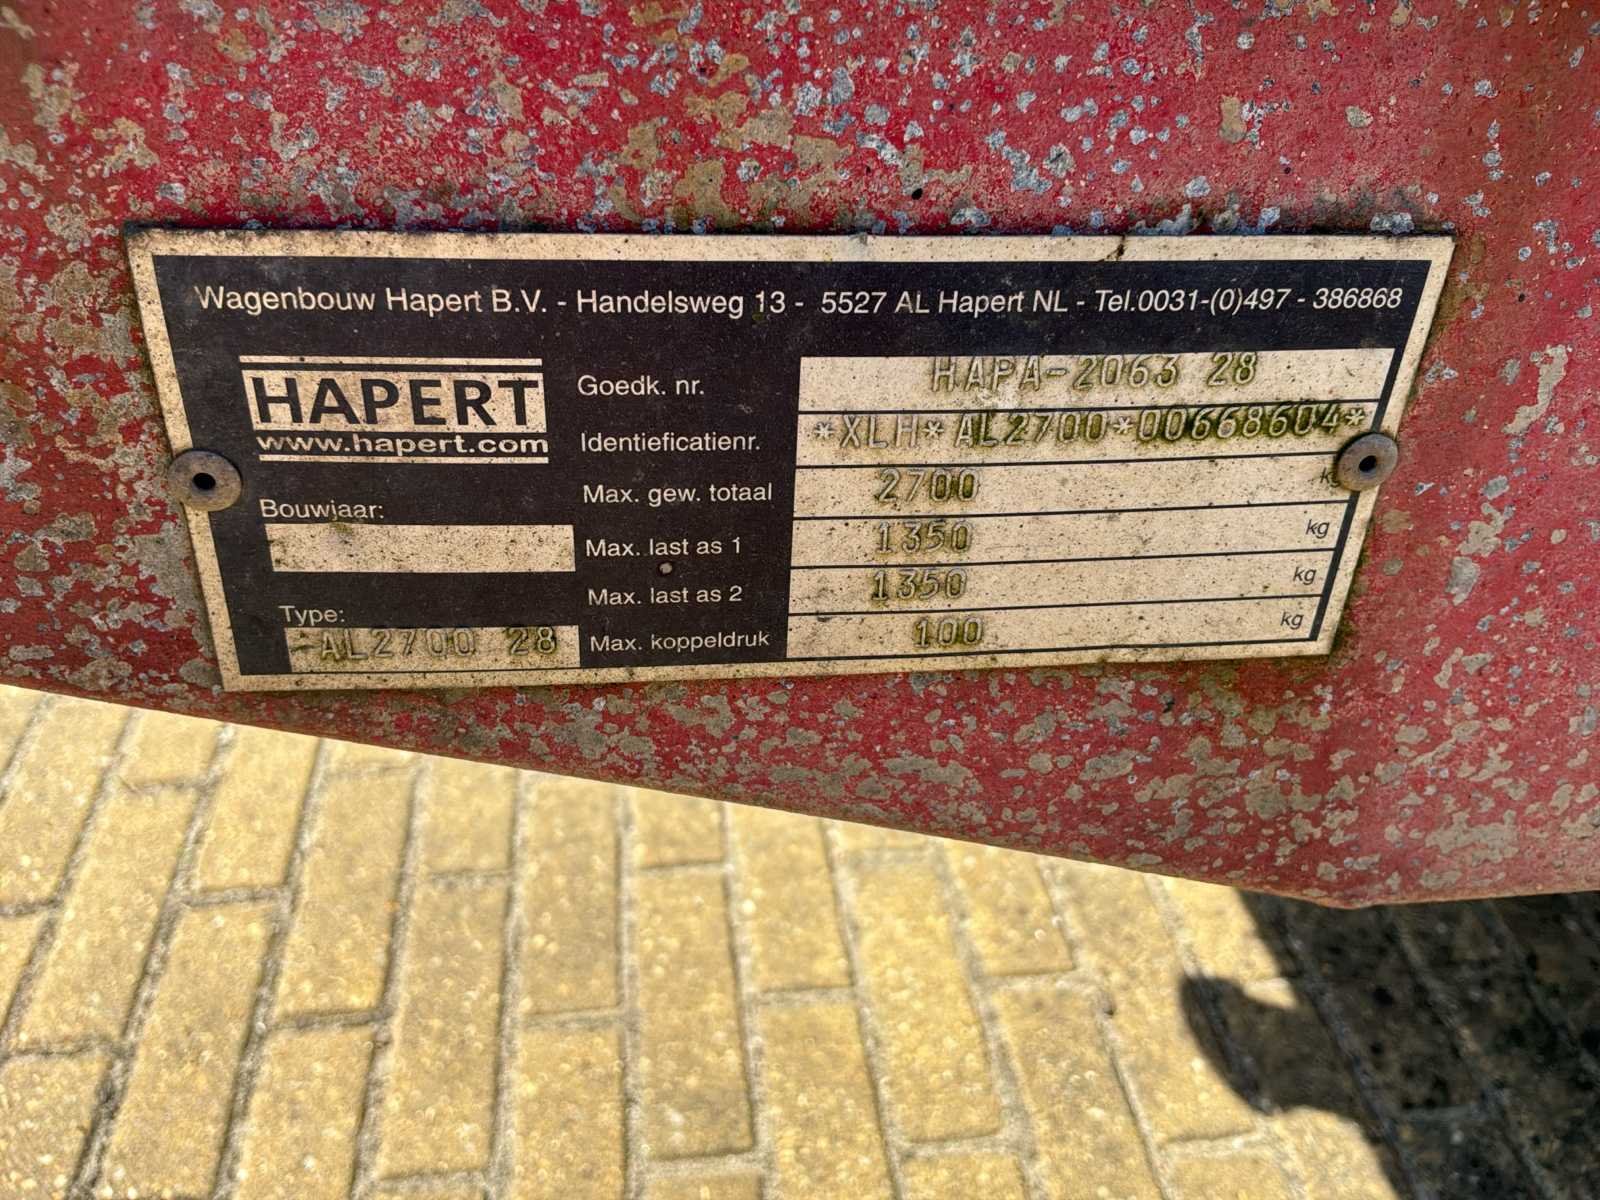 Wagenbouw Hapert B.V. - Handelsweg 13 - 5527 AL Hapert NL - Tel.0031-(0)497 - 386868
HAPERT
www.hapert.com
Bouwjaar:
Type:
AL2700 28
Goedk. nr. HAPA-2063 28
Identieficatienr. *XLH*AL2700*00668604*
Max. gew. totaal 2700 kg
Max. last as 1 1350 kg
Max. last as 2 1350 kg
Max. koppeldruk 100 kg